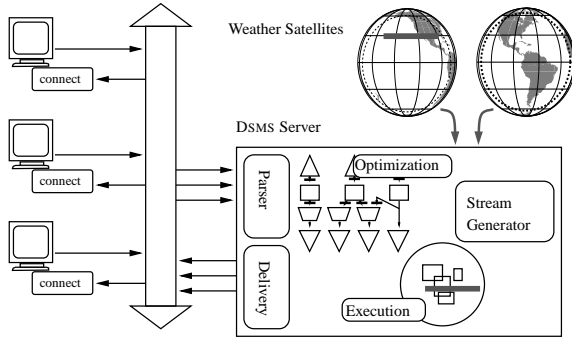 Weather Satellites
connect
DSMS Server
Parser
Optimization
connect
Stream
Generator
Delivery
connect
Execution